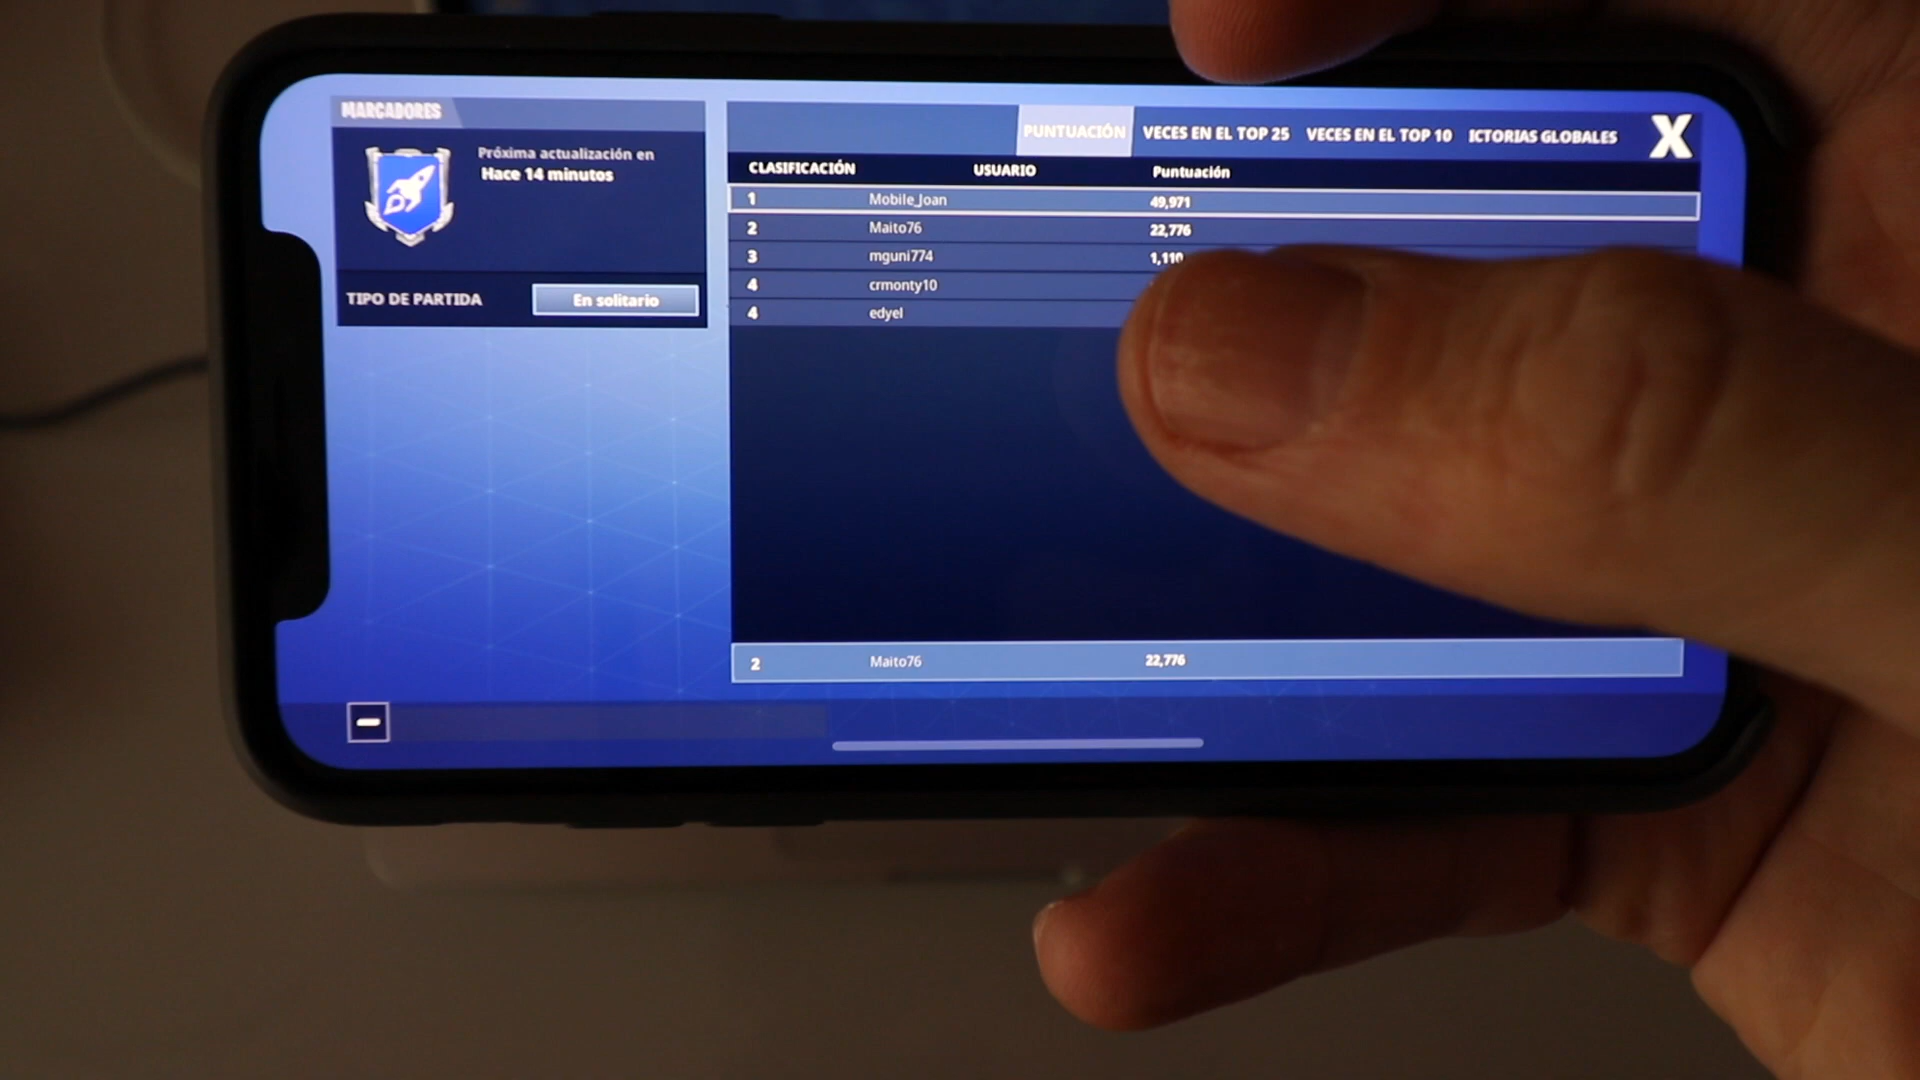 MARCADORES
Próxima actualización en
Hace 14 minutos
TIPO DE PARTIDA En solitario
PUNTUACIÓN VECES EN EL TOP 25 VECES EN EL TOP 10 ICTORIAS GLOBALES X
CLASIFICACIÓN USUARIO Puntuación
1 Mobile_Joan 49,971
2 Maito76 22,776
3 mguni774 1,110
4 crmonty10
4 edyel
2 Maito76 22,776